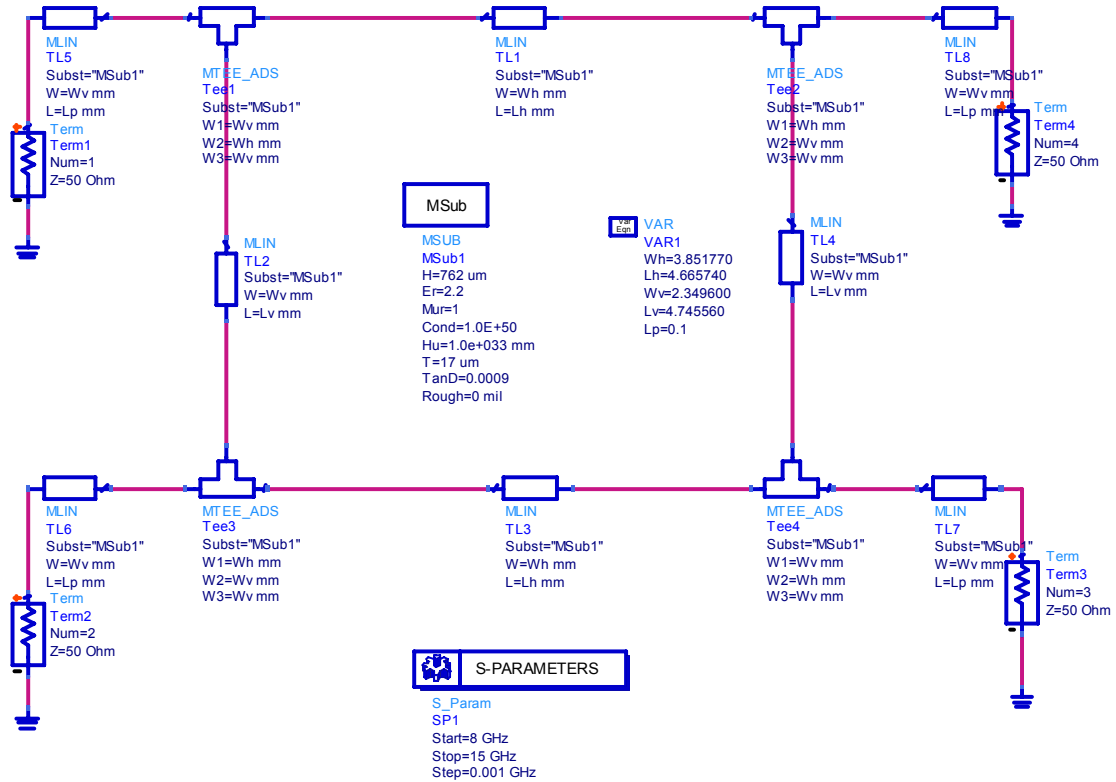 MLIN
TL5
Subst="MSub1"
W=Wv mm
L=Lp mm
MTEE_ADS
Tee1
Subst="MSub1"
W1=Wv mm
W2=Wh mm
W3=Wv mm
MLIN
TL1
Subst="MSub1"
W=Wh mm
L=Lh mm
MTEE_ADS
Tee2
Subst="MSub1"
W1=Wh mm
W2=Wv mm
W3=Wv mm
MLIN
TL8
Subst="MSub1"
W=Wv mm
L=Lp mm
Term
Term1
Num=1
Z=50 Ohm
Term
Term4
Num=4
Z=50 Ohm
MLIN
TL2
Subst="MSub1"
W=Wv mm
L=Lv mm
MSub
MSUB
MSub1
H=762 um
Er=2.2
Mur=1
Cond=1.0E+50
Hu=1.0e+033 mm
T=17 um
TanD=0.0009
Rough=0 mil
Var
Eqn
VAR
VAR1
Wh=3.851770
Lh=4.665740
Wv=2.349600
Lv=4.745560
Lp=0.1
MLIN
TL4
Subst="MSub1"
W=Wv mm
L=Lv mm
MLIN
TL6
Subst="MSub1"
W=Wv mm
L=Lp mm
MTEE_ADS
Tee3
Subst="MSub1"
W1=Wh mm
W2=Wv mm
W3=Wv mm
MLIN
TL3
Subst="MSub1"
W=Wh mm
L=Lh mm
MTEE_ADS
Tee4
Subst="MSub1"
W1=Wv mm
W2=Wh mm
W3=Wv mm
MLIN
TL7
Subst="MSub1"
W=Wv mm
L=Lp mm
Term
Term2
Num=2
Z=50 Ohm
Term
Term3
Num=3
Z=50 Ohm
S-PARAMETERS
S_Param
SP1
Start=8 GHz
Stop=15 GHz
Step=0.001 GHz